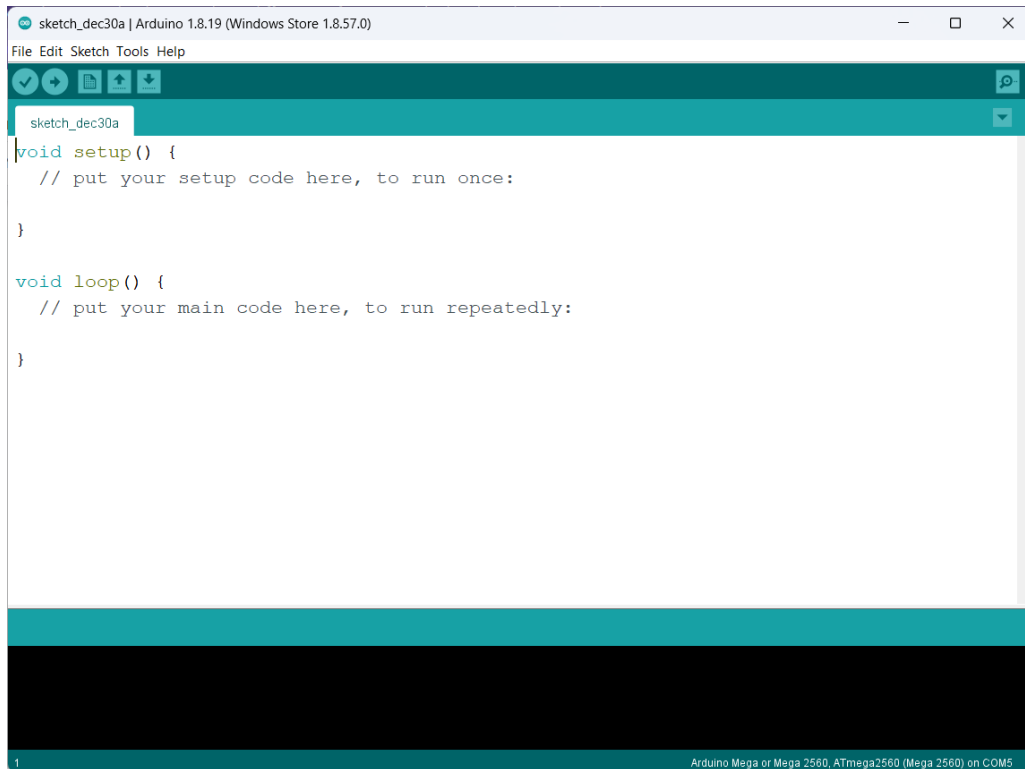 sketch_dec30a | Arduino 1.8.19 (Windows Store 1.8.57.0)
File Edit Sketch Tools Help
sketch_dec30a
void setup() {
  // put your setup code here, to run once:
}
void loop() {
  // put your main code here, to run repeatedly:
}
1 Arduino Mega or Mega 2560, ATmega2560 (Mega 2560) on COM5